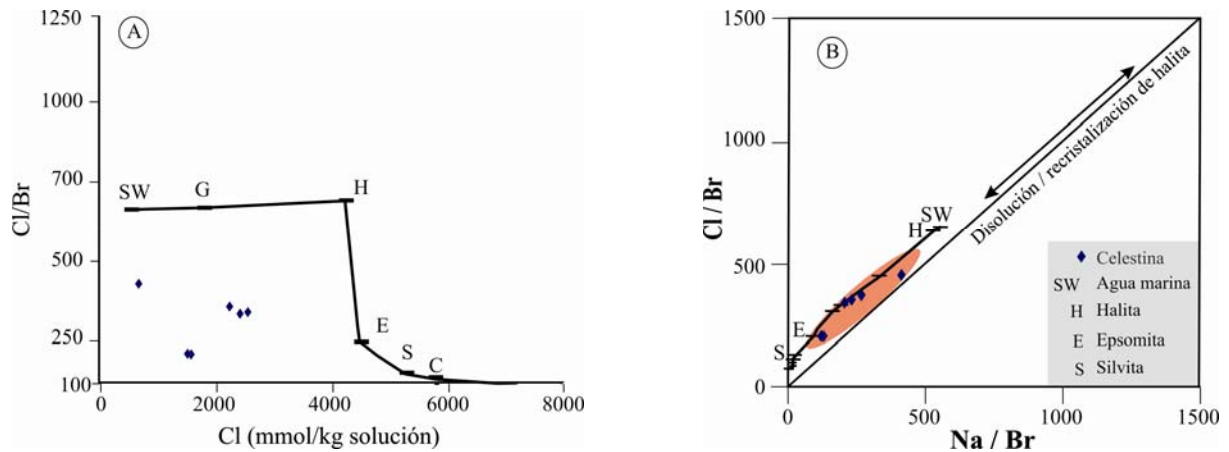 A
1250
1000
700
500
250
100
Cl/Br
SW
G
H
E
S
C
0
2000
4000
6000
8000
Cl (mmol/kg solución)
B
1500
1000
500
0
Cl / Br
SW
H
E
S
Disolución / recristalización de halita
Celestina
SW Agua marina
H Halita
E Epsomita
S Silvita
0
500
1000
1500
Na / Br